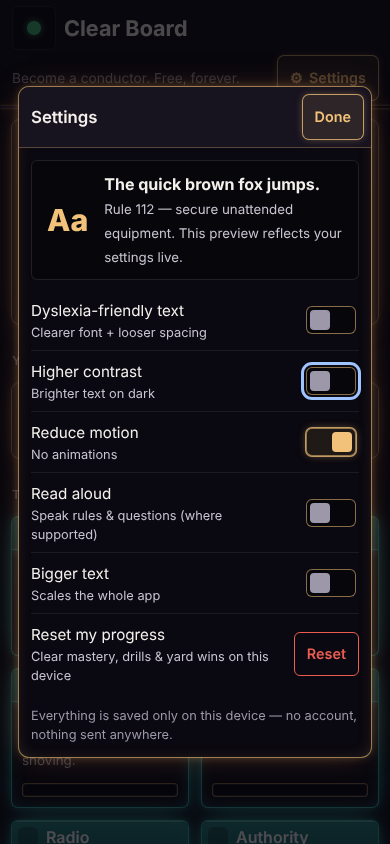 Clear Board
Become a conductor. Free, forever.
⚙ Settings
Settings
Done
Aa
The quick brown fox jumps.
Rule 112 — secure unattended
equipment. This preview reflects your
settings live.
Dyslexia-friendly text
Clearer font + looser spacing
Higher contrast
Brighter text on dark
Reduce motion
No animations
Read aloud
Speak rules & questions (where
supported)
Bigger text
Scales the whole app
Reset my progress
Clear mastery, drills & yard wins on this
device
Reset
Everything is saved only on this device — no account,
nothing sent anywhere.
shoving.
Radio
Authority